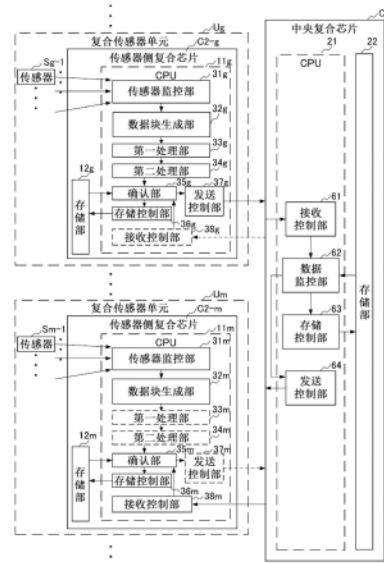 Ug
复合传感器单元
C2-g
传感器侧复合芯片
Sg-1
传感器
11g
CPU
31g
传感器监控部
32g
数据块生成部
33g
第一处理部
34g
第二处理部
12g
存储部
35g
确认部
37g
发送控制部
存储控制部
36g
38g
接收控制部
Um
复合传感器单元
C2-m
传感器侧复合芯片
Sm-1
传感器
11m
CPU
31m
传感器监控部
32m
数据块生成部
33m
第一处理部
34m
第二处理部
12m
存储部
35m
确认部
37m
发送
控制部
存储控制部
36m
38m
接收控制部
中央复合芯片
21
22
CPU
61
接收
控制部
62
数据
监控部
63
存储
控制部
64
发送
控制部
存储部